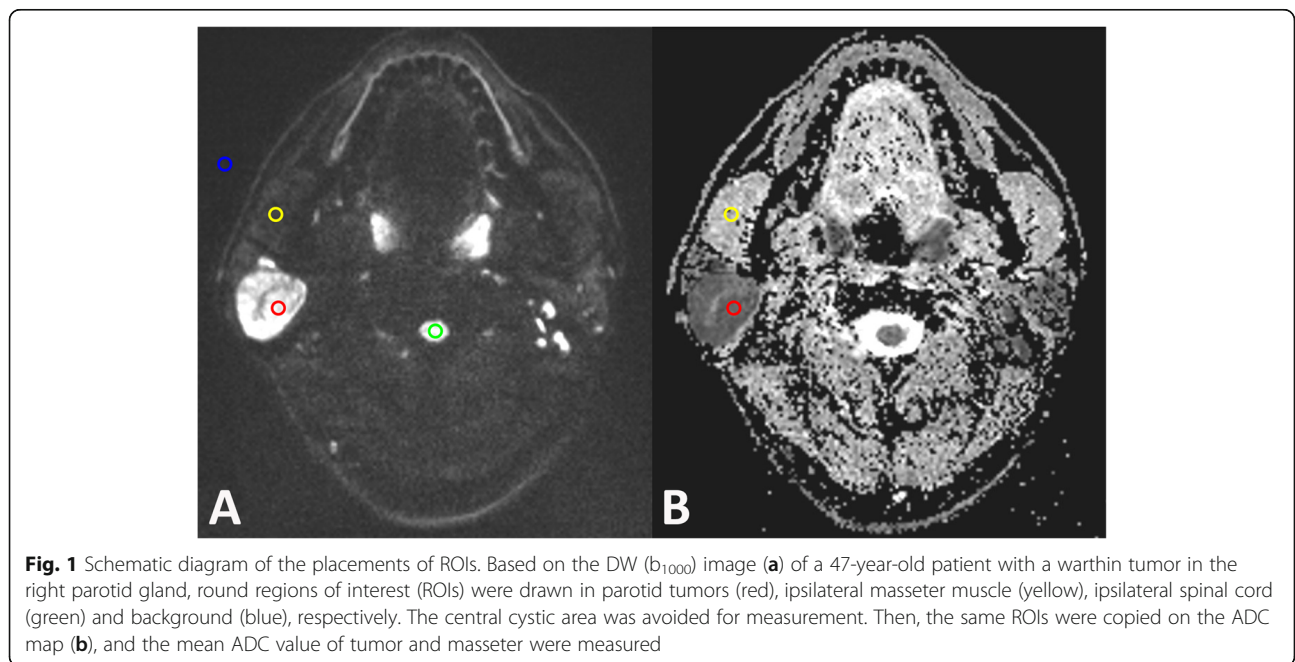 A
B
Fig. 1 Schematic diagram of the placements of ROIs. Based on the DW (b1000) image (a) of a 47-year-old patient with a warthin tumor in the
right parotid gland, round regions of interest (ROIs) were drawn in parotid tumors (red), ipsilateral masseter muscle (yellow), ipsilateral spinal cord
(green) and background (blue), respectively. The central cystic area was avoided for measurement. Then, the same ROIs were copied on the ADC
map (b), and the mean ADC value of tumor and masseter were measured